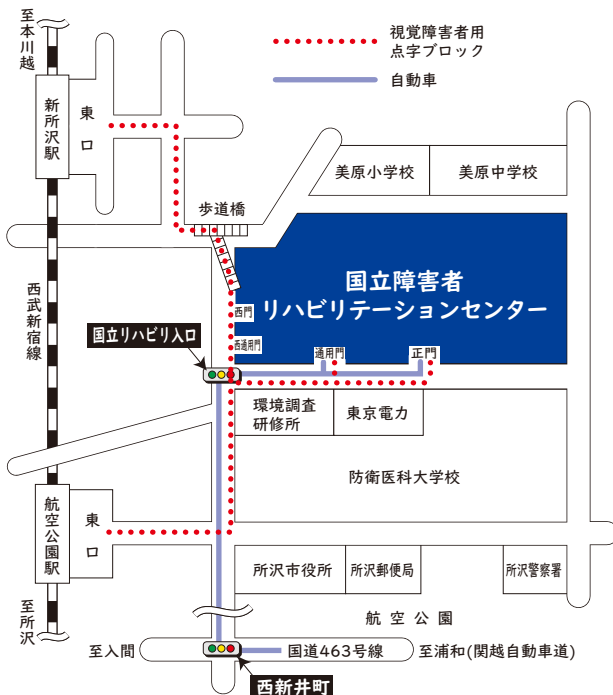 至本川越
視覚障害者用
点字ブロック
自動車
新所沢駅
東口
美原小学校
美原中学校
歩道橋
国立障害者
リハビリテーションセンター
西武新宿線
西門
国立リハビリ入口
西通用門
通用門
正門
環境調査
研修所
東京電力
防衛医科大学校
航空公園駅
東口
所沢市役所
所沢郵便局
所沢警察署
至所沢
航空公園
至入間
国道463号線
至浦和(関越自動車道)
西新井町